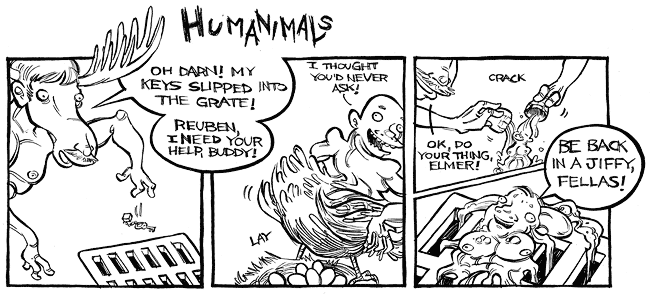 HUMANIMALS
OH DARN! MY
KEYS SLIPPED INTO
THE GRATE!
REUBEN,
I NEED YOUR
HELP, BUDDY!
I THOUGHT
YOU'D NEVER
ASK!
LAY
CRACK
OK, DO
YOUR THING,
ELMER!
BE BACK
IN A JIFFY,
FELLAS!